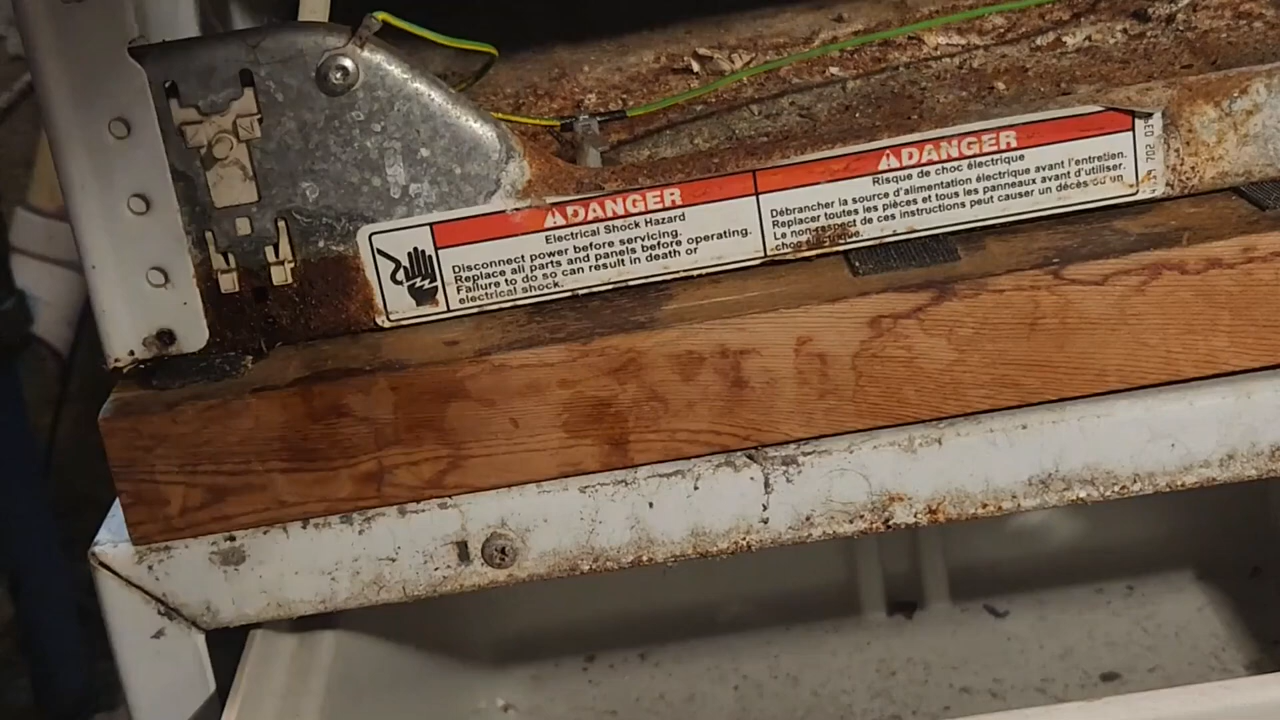 ⚠DANGER
Electrical Shock Hazard
Disconnect power before servicing.
Replace all parts and panels before operating.
Failure to do so can result in death or
electrical shock.
⚠DANGER
Risque de choc électrique
Débrancher la source d'alimentation électrique avant l'entretien.
Replacer toutes les pièces et tous les panneaux avant d'utiliser.
Le non-respect de ces instructions peut causer un décès ou un
choc électrique.